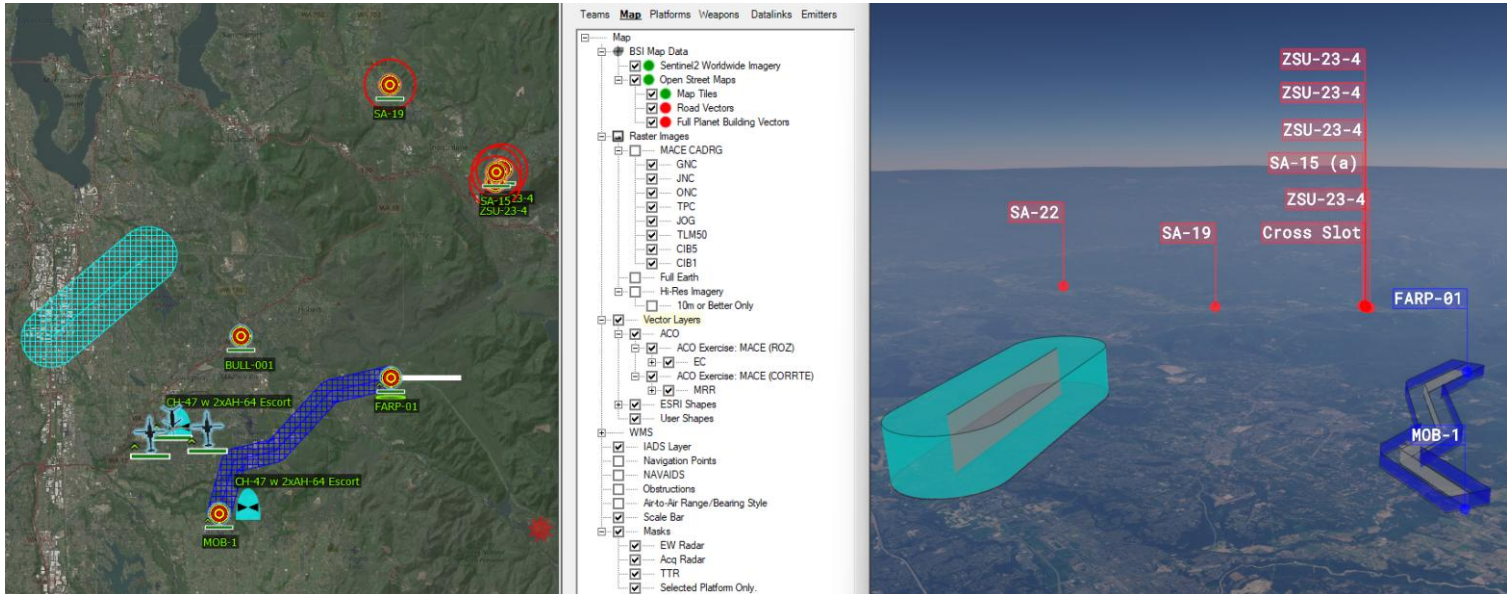 SA-19
SA-15
23-4
ZSU-23-4
BULL-001
CH-47 w 2xAH-64 Escort
FARP-01
CH-47 w 2xAH-64 Escort
MOB-1
Teams Map Platforms Weapons Datalinks Emitters
Map
BSI Map Data
Sentinel2 Worldwide Imagery
Open Street Maps
Map Tiles
Road Vectors
Full Planet Building Vectors
Raster Images
MACE CADRG
GNC
JNC
ONC
TPC
JOG
TLM50
CIB5
CIB1
Full Earth
Hi-Res Imagery
10m or Better Only
Vector Layers
ACO
ACO Exercise: MACE (ROZ)
EC
ACO Exercise: MACE (CORRTE)
MRR
ESRI Shapes
User Shapes
WMS
IADS Layer
Navigation Points
NAVAIDS
Obstructions
Air-to-Air Range/Bearing Style
Scale Bar
Masks
EW Radar
Acq Radar
TTR
Selected Platform Only.
ZSU-23-4
ZSU-23-4
ZSU-23-4
SA-15 (a)
ZSU-23-4
SA-22
SA-19
Cross Slot
FARP-01
MOB-1